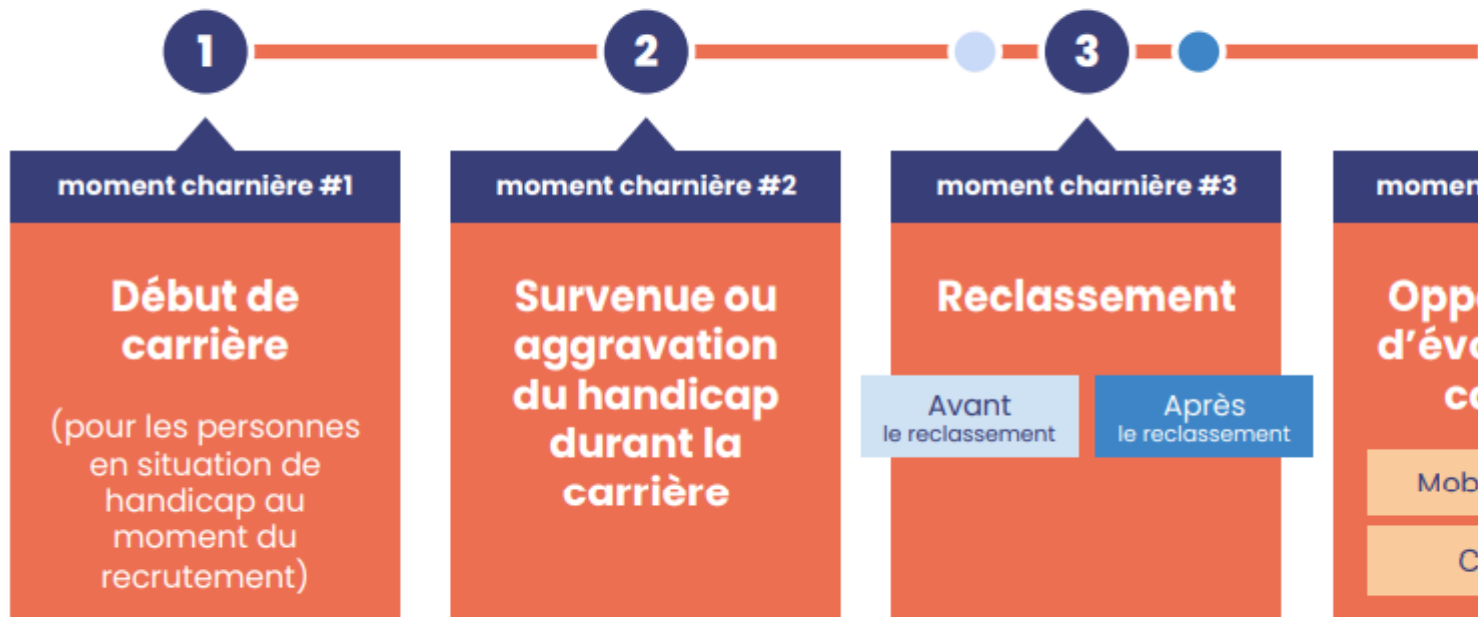 1
2
3
moment charnière #1
Début de
carrière
(pour les personnes
en situation de
handicap au
moment du
recrutement)
moment charnière #2
Survenue ou
aggravation
du handicap
durant la
carrière
moment charnière #3
Reclassement
Avant
le reclassement
Après
le reclassement